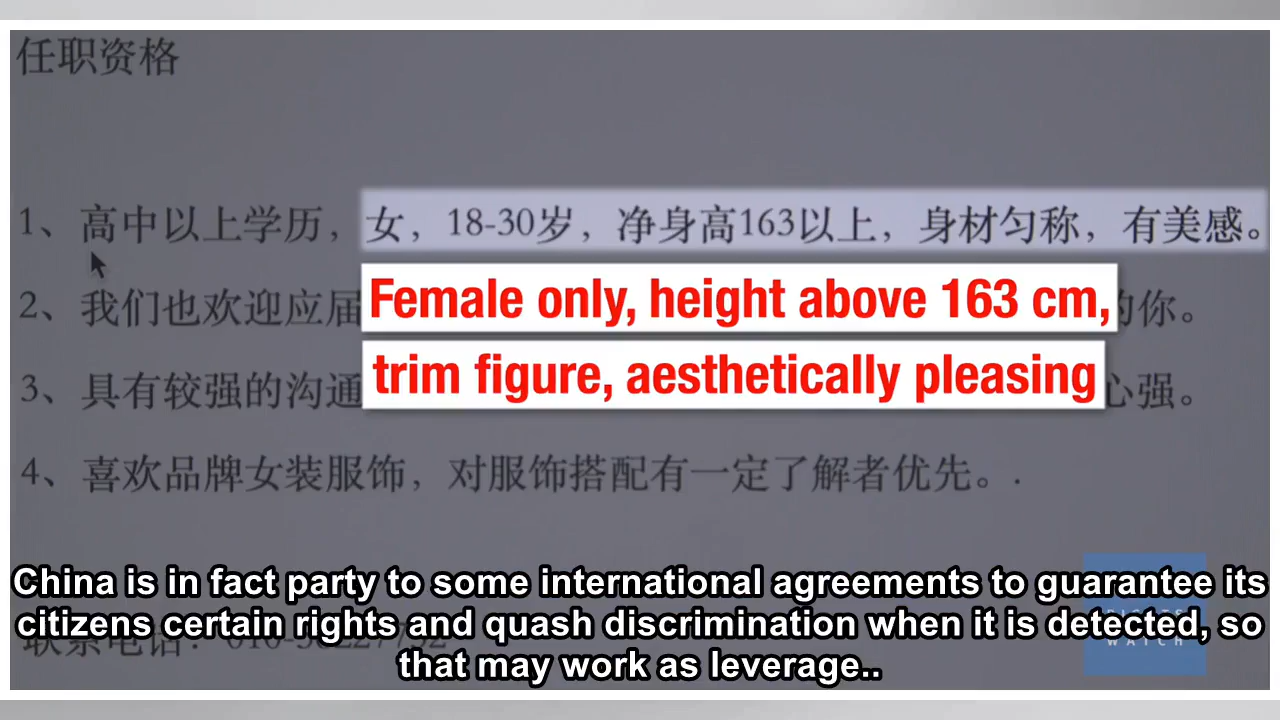 任职资格
1、高中以上学历，女，18-30岁，净身高163以上，身材匀称，有美感。
2、我们也欢迎应届
的你。
Female only, height above 163 cm,
3、具有较强的沟通
心强。
trim figure, aesthetically pleasing
4、喜欢品牌女装服饰，对服饰搭配有一定了解者优先。.
China is in fact party to some international agreements to guarantee its
citizens certain rights and quash discrimination when it is detected, so
that may work as leverage..
RIGHTS
WATCH